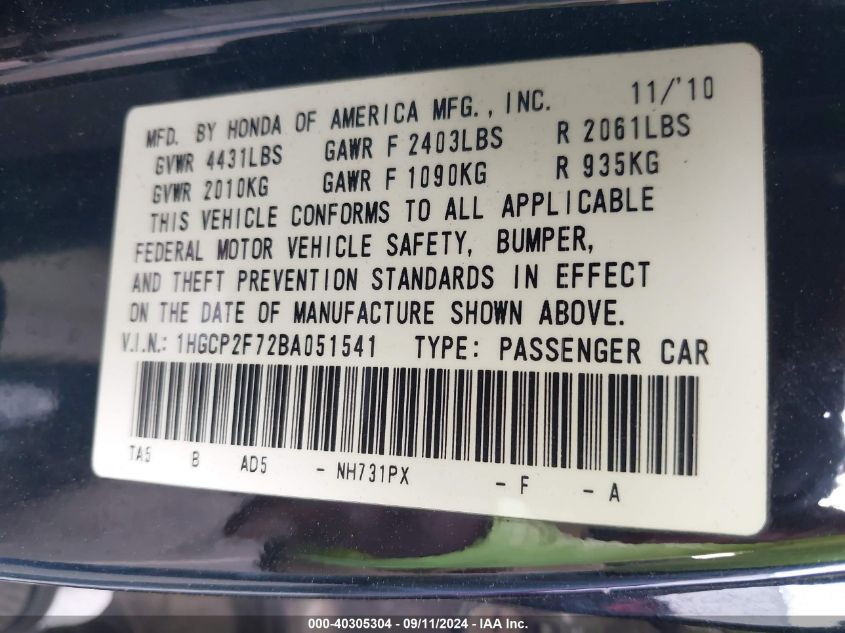 MFD. BY HONDA OF AMERICA MFG., INC. 11/'10
GVWR 4431LBS GAWR F 2403LBS R 2061LBS
GVWR 2010KG GAWR F 1090KG R 935KG
THIS VEHICLE CONFORMS TO ALL APPLICABLE
FEDERAL MOTOR VEHICLE SAFETY, BUMPER,
AND THEFT PREVENTION STANDARDS IN EFFECT
ON THE DATE OF MANUFACTURE SHOWN ABOVE.
V.I.N.: 1HGCP2F72BA051541 TYPE: PASSENGER CAR
TA5 B AD5 - NH731PX - F - A
000-40305304 - 09/11/2024 - IAA Inc.